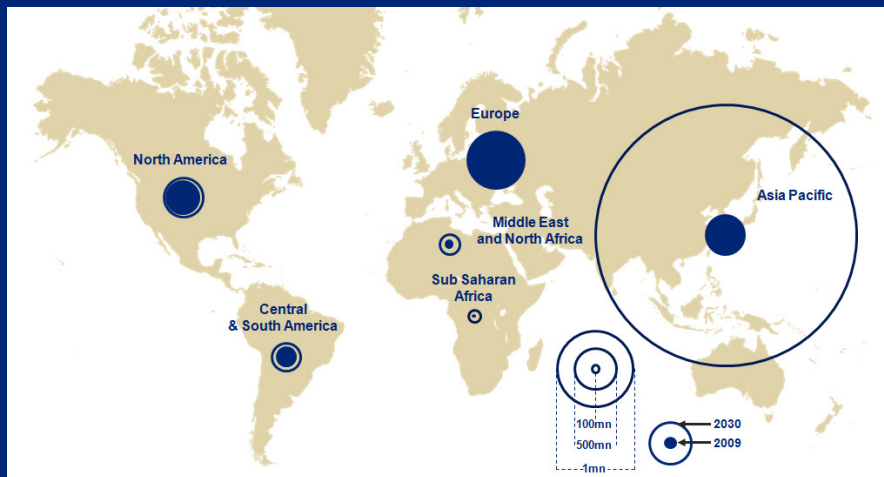 Europe
North America
Asia Pacific
Middle East
and North Africa
Sub Saharan
Africa
Central
& South America
100mn
500mn
1mn
2030
2009